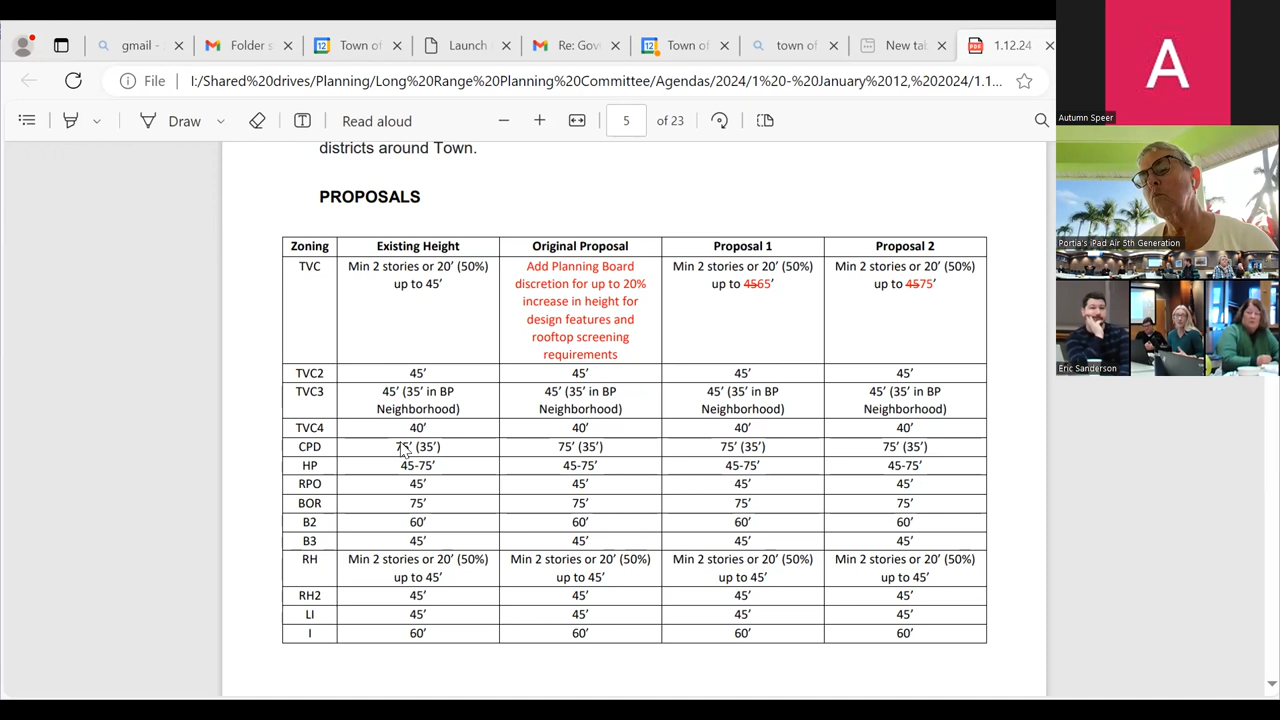 gmail -
Folder s
Town of
Launch
Re: Gov
Town of
town of
New tab
1.12.24
File
I:/Shared%20drives/Planning/Long%20Range%20Planning%20Committee/Agendas/2024/1%20-%20January%2012,%202024/1.1...
Draw
Read aloud
5 of 23
A
Autumn Speer
Portia's iPad Air 5th Generation
Eric Sanderson
districts around Town.
PROPOSALS
Zoning Existing Height Original Proposal Proposal 1 Proposal 2
TVC Min 2 stories or 20’ (50%) Add Planning Board Min 2 stories or 20’ (50%) Min 2 stories or 20’ (50%)
up to 45’ discretion for up to 20% up to 4565’ up to 4575’
increase in height for
design features and
rooftop screening
requirements
TVC2 45’ 45’ 45’ 45’
TVC3 45’ (35’ in BP 45’ (35’ in BP 45’ (35’ in BP 45’ (35’ in BP
Neighborhood) Neighborhood) Neighborhood) Neighborhood)
TVC4 40’ 40’ 40’ 40’
CPD 75’ (35’) 75’ (35’) 75’ (35’) 75’ (35’)
HP 45-75’ 45-75’ 45-75’ 45-75’
RPO 45’ 45’ 45’ 45’
BOR 75’ 75’ 75’ 75’
B2 60’ 60’ 60’ 60’
B3 45’ 45’ 45’ 45’
RH Min 2 stories or 20’ (50%) Min 2 stories or 20’ (50%) Min 2 stories or 20’ (50%) Min 2 stories or 20’ (50%)
up to 45’ up to 45’ up to 45’ up to 45’
RH2 45’ 45’ 45’ 45’
LI 45’ 45’ 45’ 45’
I 60’ 60’ 60’ 60’